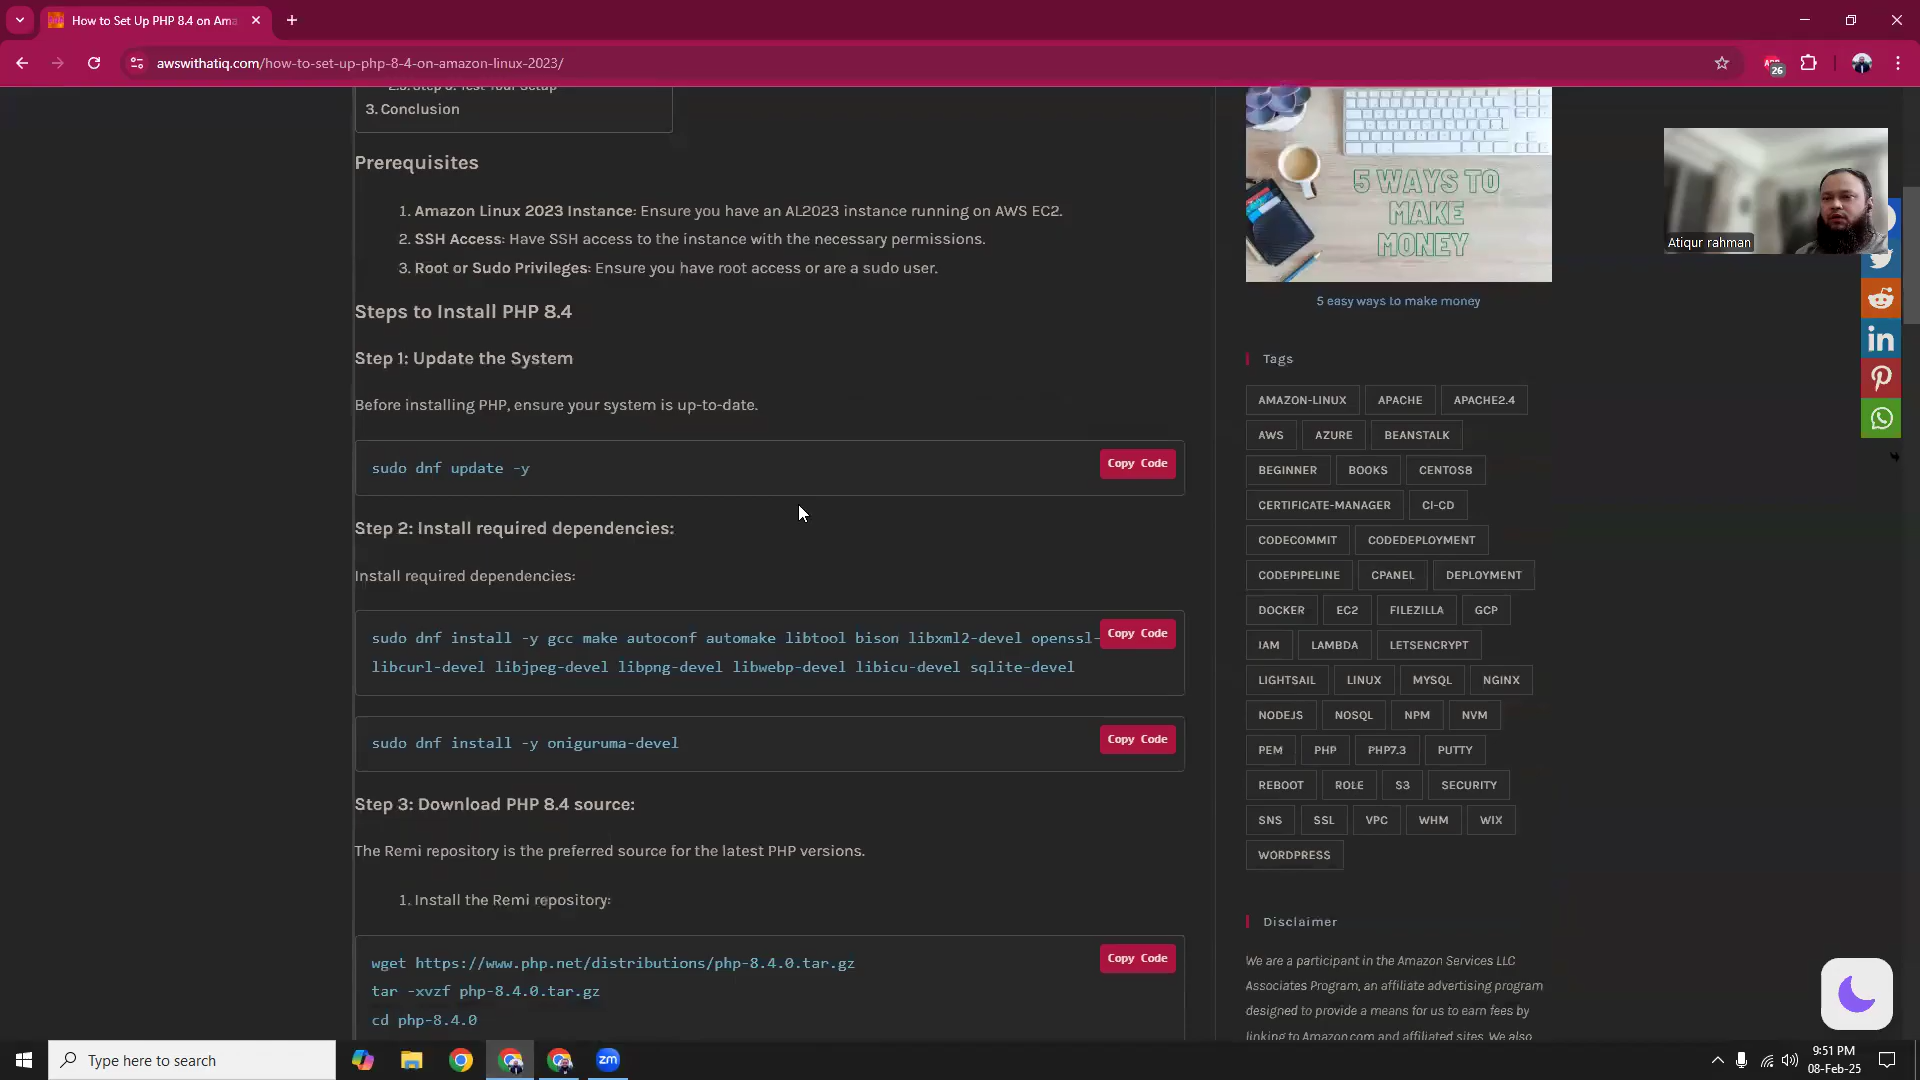 How to Set Up PHP 8.4 on Ama
awswithatiq.com/how-to-set-up-php-8-4-on-amazon-linux-2023/
26
3. Conclusion
Prerequisites
1. Amazon Linux 2023 Instance: Ensure you have an AL2023 instance running on AWS EC2.
2. SSH Access: Have SSH access to the instance with the necessary permissions.
3. Root or Sudo Privileges: Ensure you have root access or are a sudo user.
Steps to Install PHP 8.4
Step 1: Update the System
Before installing PHP, ensure your system is up-to-date.
sudo dnf update -y
Copy Code
Step 2: Install required dependencies:
Install required dependencies:
sudo dnf install -y gcc make autoconf automake libtool bison libxml2-devel openssl-
Copy Code
libcurl-devel libjpeg-devel libpng-devel libwebp-devel libicu-devel sqlite-devel
sudo dnf install -y oniguruma-devel
Copy Code
Step 3: Download PHP 8.4 source:
The Remi repository is the preferred source for the latest PHP versions.
1. Install the Remi repository:
wget https://www.php.net/distributions/php-8.4.0.tar.gz
Copy Code
tar -xvzf php-8.4.0.tar.gz
cd php-8.4.0
5 WAYS TO
MAKE
MONEY
5 easy ways to make money
Tags
AMAZON-LINUX APACHE APACHE2.4
AWS AZURE BEANSTALK
BEGINNER BOOKS CENTOS8
CERTIFICATE-MANAGER CI-CD
CODECOMMIT CODEDEPLOYMENT
CODEPIPELINE CPANEL DEPLOYMENT
DOCKER EC2 FILEZILLA GCP
IAM LAMBDA LETSENCRYPT
LIGHTSAIL LINUX MYSQL NGINX
NODEJS NOSQL NPM NVM
PEM PHP PHP7.3 PUTTY
REBOOT ROLE S3 SECURITY
SNS SSL VPC WHM WIX
WORDPRESS
Disclaimer
We are a participant in the Amazon Services LLC
Associates Program, an affiliate advertising program
designed to provide a means for us to earn fees by
linking to Amazon.com and affiliated sites. We also
Atiqur rahman
in
Type here to search
zm
9:51 PM
08-Feb-25